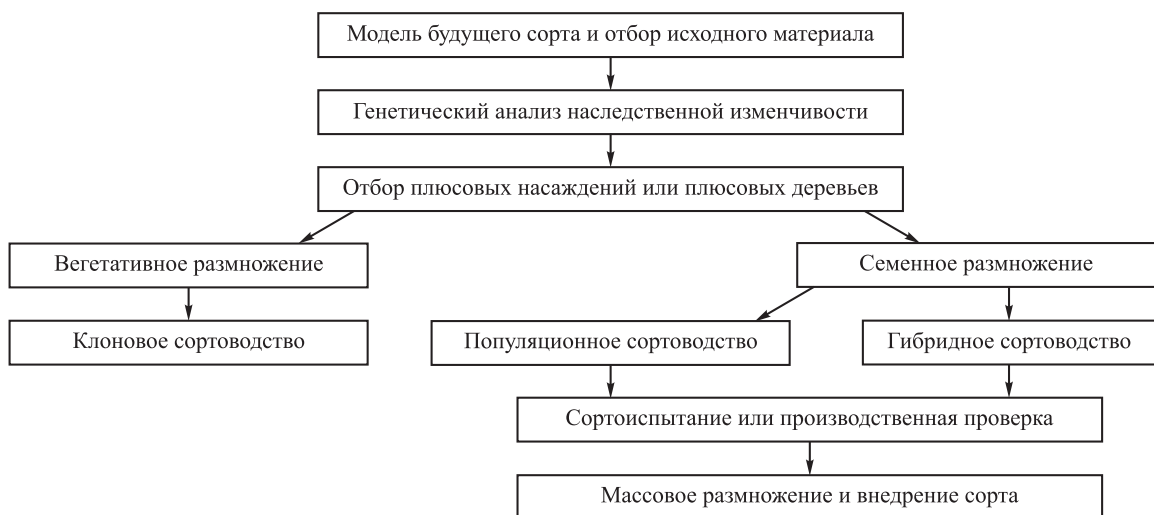 Модель будущего сорта и отбор исходного материала
Генетический анализ наследственной изменчивости
Отбор плюсовых насаждений или плюсовых деревьев
Вегетативное размножение
Семенное размножение
Клоновое сортоводство
Популяционное сортоводство
Гибридное сортоводство
Сортоиспытание или производственная проверка
Массовое размножение и внедрение сорта